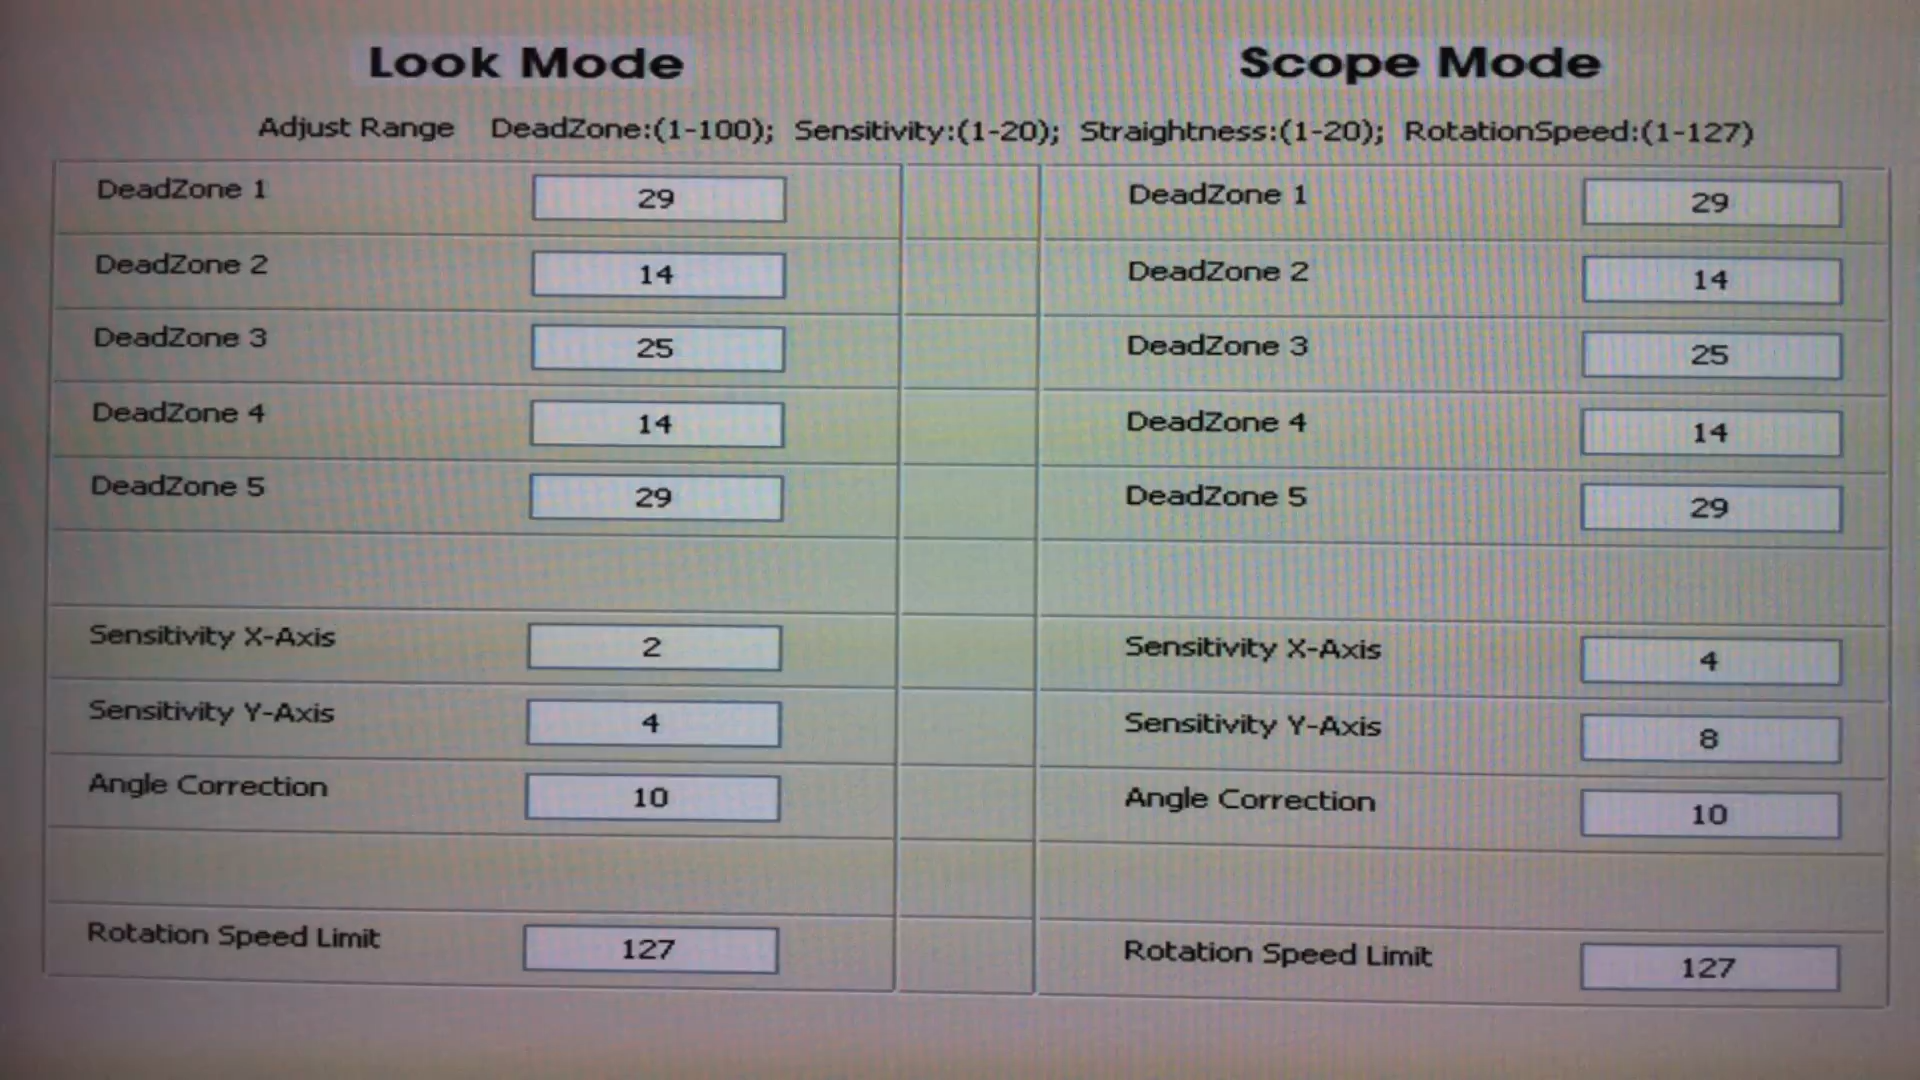 Look Mode Scope Mode
Adjust Range DeadZone:(1-100); Sensitivity:(1-20); Straightness:(1-20); RotationSpeed:(1-127)
DeadZone 1 29 DeadZone 1 29
DeadZone 2 14 DeadZone 2 14
DeadZone 3 25 DeadZone 3 25
DeadZone 4 14 DeadZone 4 14
DeadZone 5 29 DeadZone 5 29
Sensitivity X-Axis 2 Sensitivity X-Axis 4
Sensitivity Y-Axis 4 Sensitivity Y-Axis 8
Angle Correction 10 Angle Correction 10
Rotation Speed Limit 127 Rotation Speed Limit 127